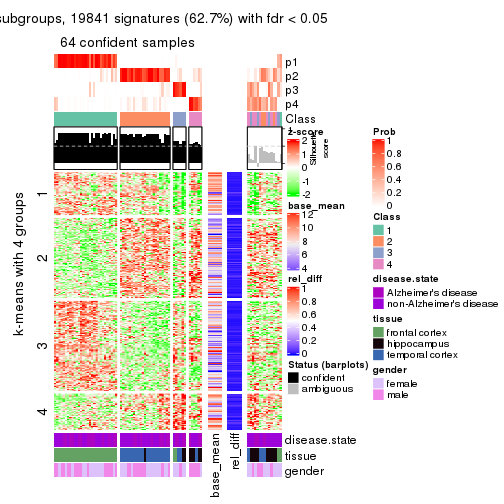 subgroups, 19841 signatures (62.7%) with fdr < 0.05
64 confident samples
p1
p2
p3
p4
Class
z-score
2
1
0
-1
-2
Silhouette
score
base_mean
12
10
8
6
4
rel_diff
1
0.8
0.6
0.4
0.2
0
Status (barplots)
confident
ambiguous
Prob
1
0.8
0.6
0.4
0.2
0
Class
1
2
3
4
disease.state
Alzheimer's disease
non-Alzheimer's disease
tissue
frontal cortex
hippocampus
temporal cortex
gender
female
male
k-means with 4 groups
1
2
3
4
disease.state
tissue
gender
base_mean
rel_diff